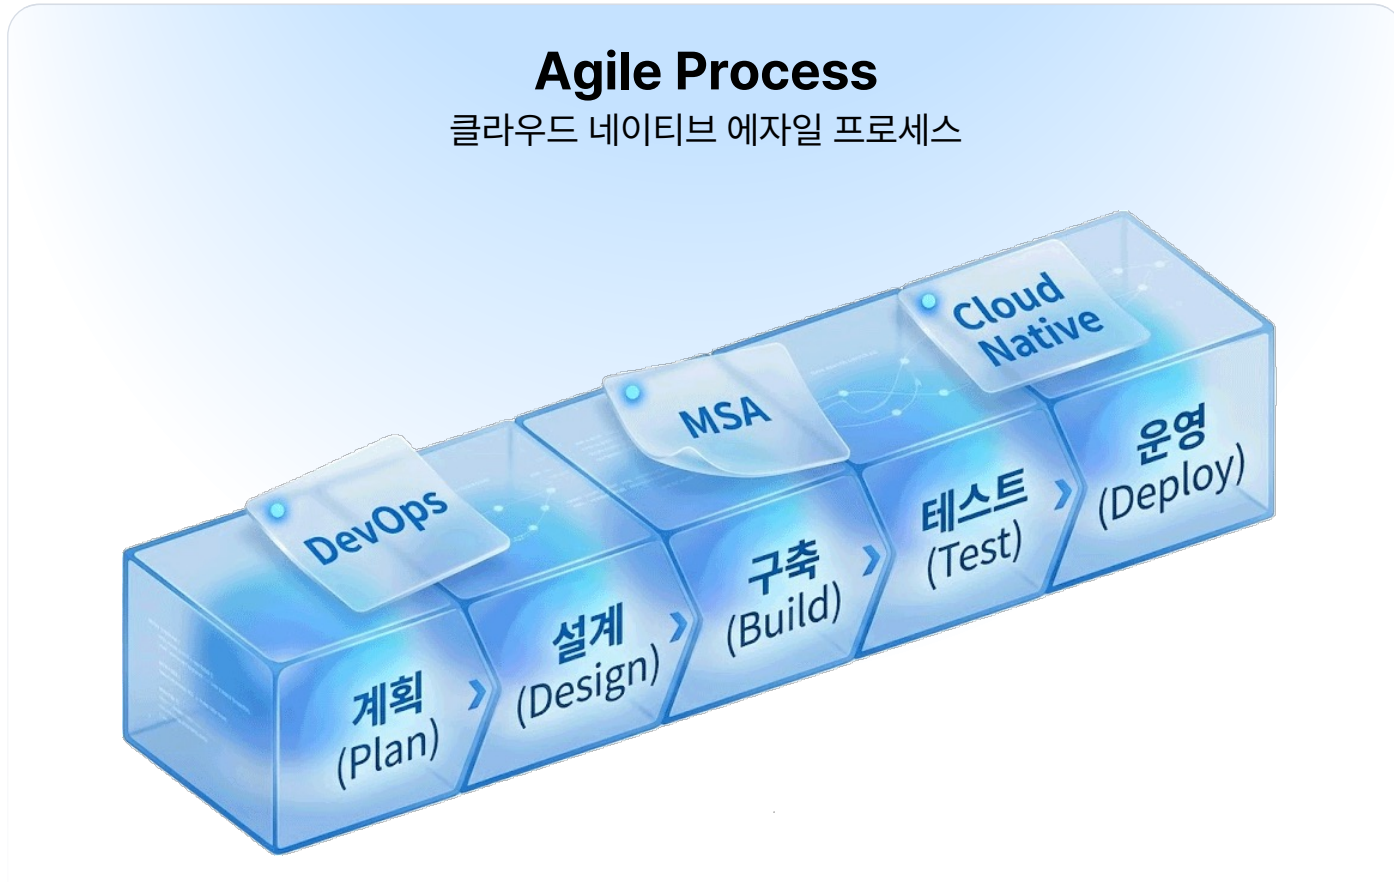 Agile Process
클라우드 네이티브 에자일 프로세스
DevOps
MSA
Cloud
Native
계획
(Plan)
설계
(Design)
구축
(Build)
테스트
(Test)
운영
(Deploy)